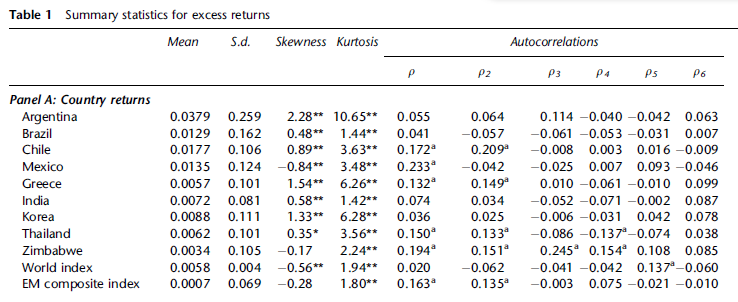 Table 1 Summary statistics for excess returns
Mean S.d. Skewness Kurtosis Autocorrelations
ρ ρ2 ρ3 ρ4 ρ5 ρ6
Panel A: Country returns
Argentina 0.0379 0.259 2.28** 10.65** 0.055 0.064 0.114 −0.040 −0.042 0.063
Brazil 0.0129 0.162 0.48** 1.44** 0.041 −0.057 −0.061 −0.053 −0.031 0.007
Chile 0.0177 0.106 0.89** 3.63** 0.172a 0.209a −0.008 0.003 0.016 −0.009
Mexico 0.0135 0.124 −0.84** 3.48** 0.233a −0.042 −0.025 0.007 0.093 −0.046
Greece 0.0057 0.101 1.54** 6.26** 0.132a 0.149a 0.010 −0.061 −0.010 0.099
India 0.0072 0.081 0.58** 1.42** 0.074 0.034 −0.052 −0.071 −0.002 0.087
Korea 0.0088 0.111 1.33** 6.28** 0.036 0.025 −0.006 −0.031 0.042 0.078
Thailand 0.0062 0.101 0.35* 3.56** 0.150a 0.133a −0.086 −0.137a −0.074 0.038
Zimbabwe 0.0034 0.105 −0.17 2.24** 0.194a 0.151a 0.245a 0.154a 0.108 0.085
World index 0.0058 0.004 −0.56** 1.94** 0.020 −0.062 −0.041 −0.042 0.137a −0.060
EM composite index 0.0007 0.069 −0.28 1.80** 0.163a 0.135a −0.003 0.075 −0.021 −0.010